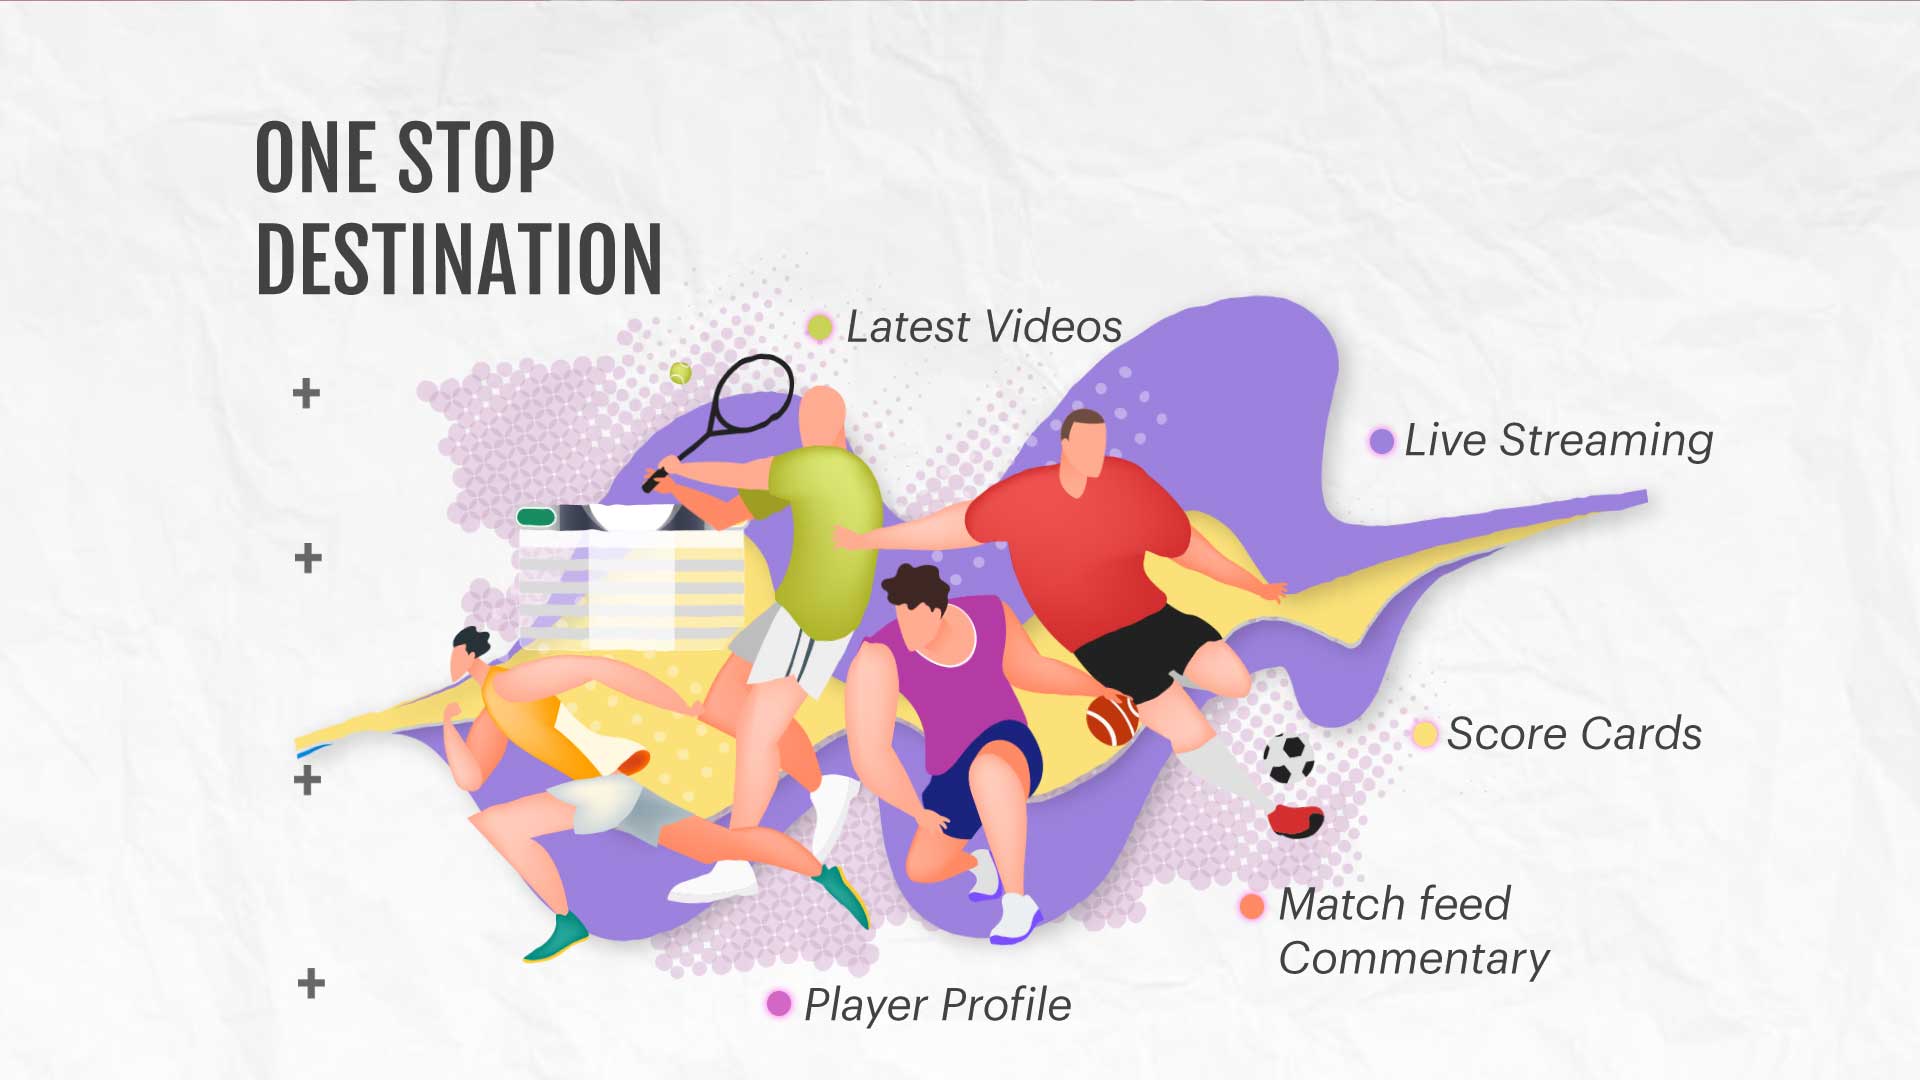 ONE STOP
DESTINATION
Latest Videos
Live Streaming
Score Cards
Match feed
Commentary
Player Profile